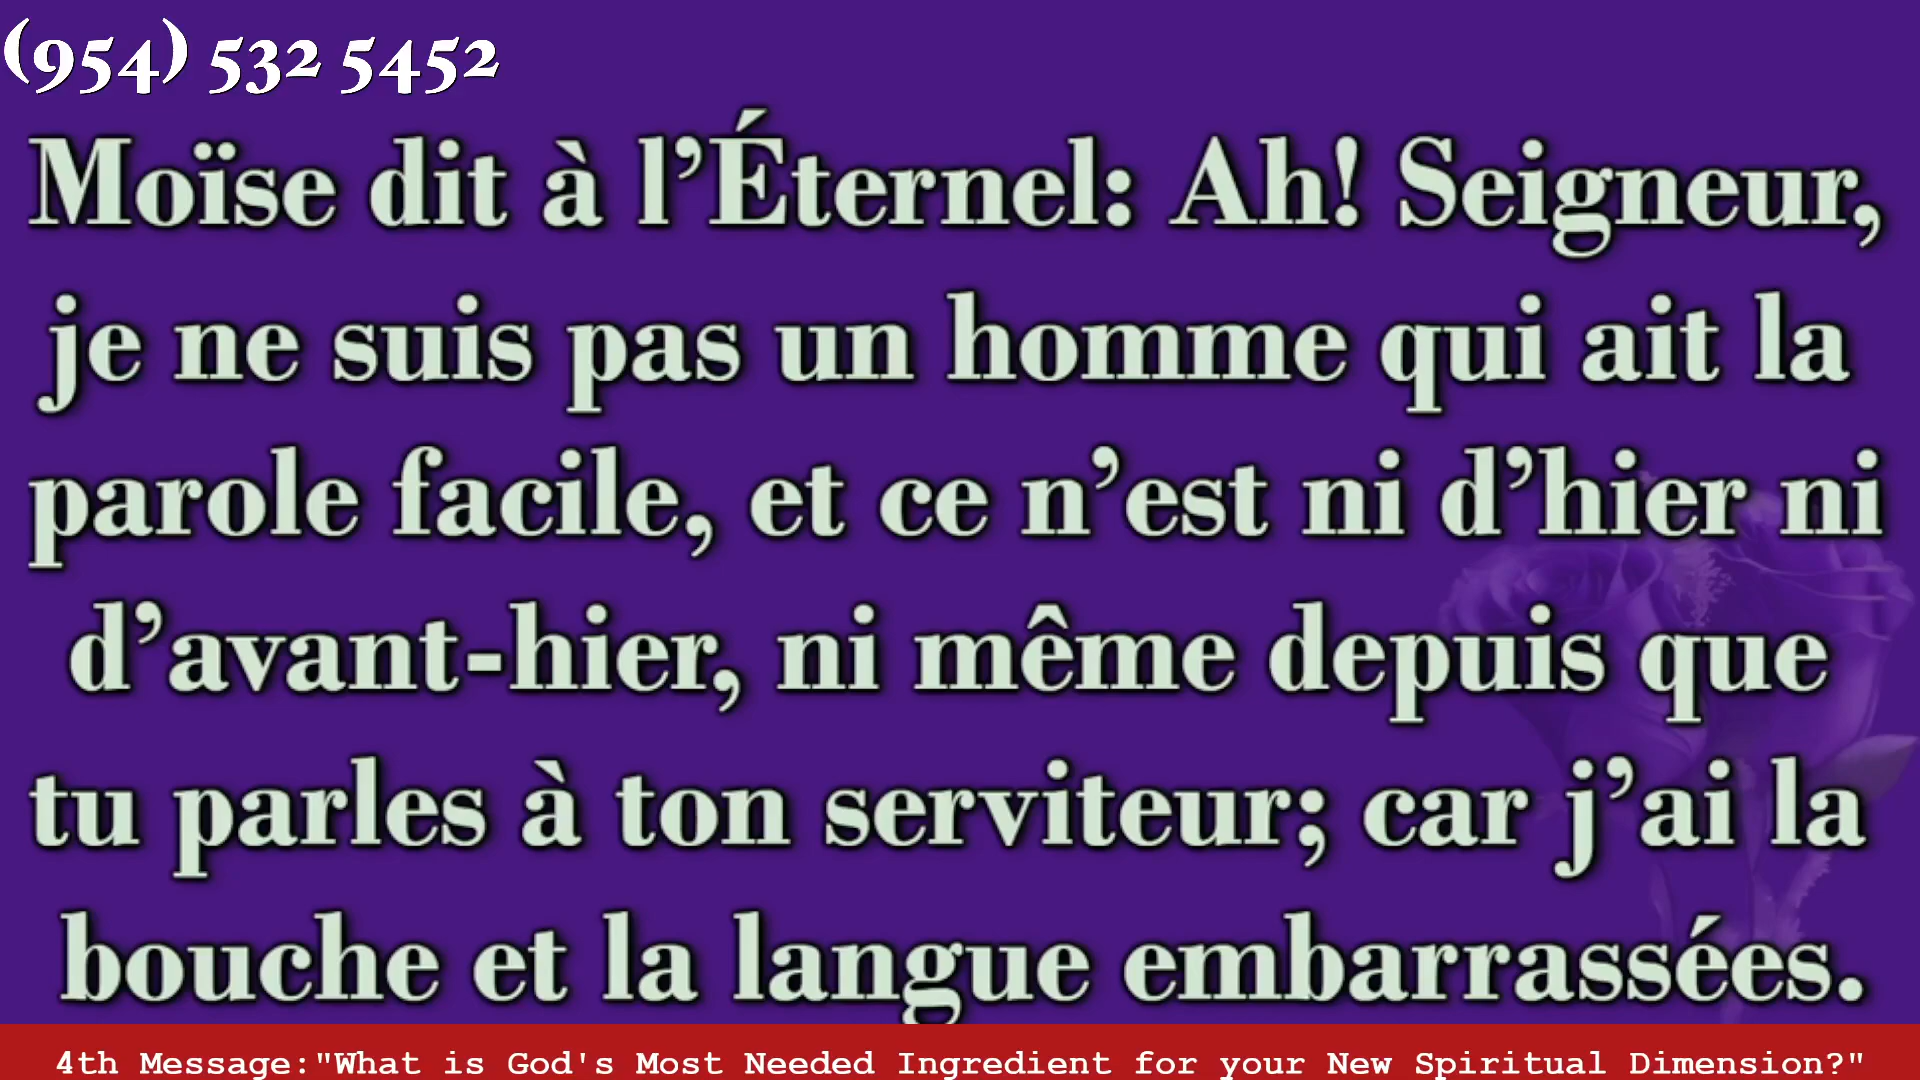 (954) 532 5452
Moïse dit à l’Éternel: Ah! Seigneur,
je ne suis pas un homme qui ait la
parole facile, et ce n’est ni d’hier ni
d’avant-hier, ni même depuis que
tu parles à ton serviteur; car j’ai la
bouche et la langue embarrassées.
4th Message:"What is God's Most Needed Ingredient for your New Spiritual Dimension?"